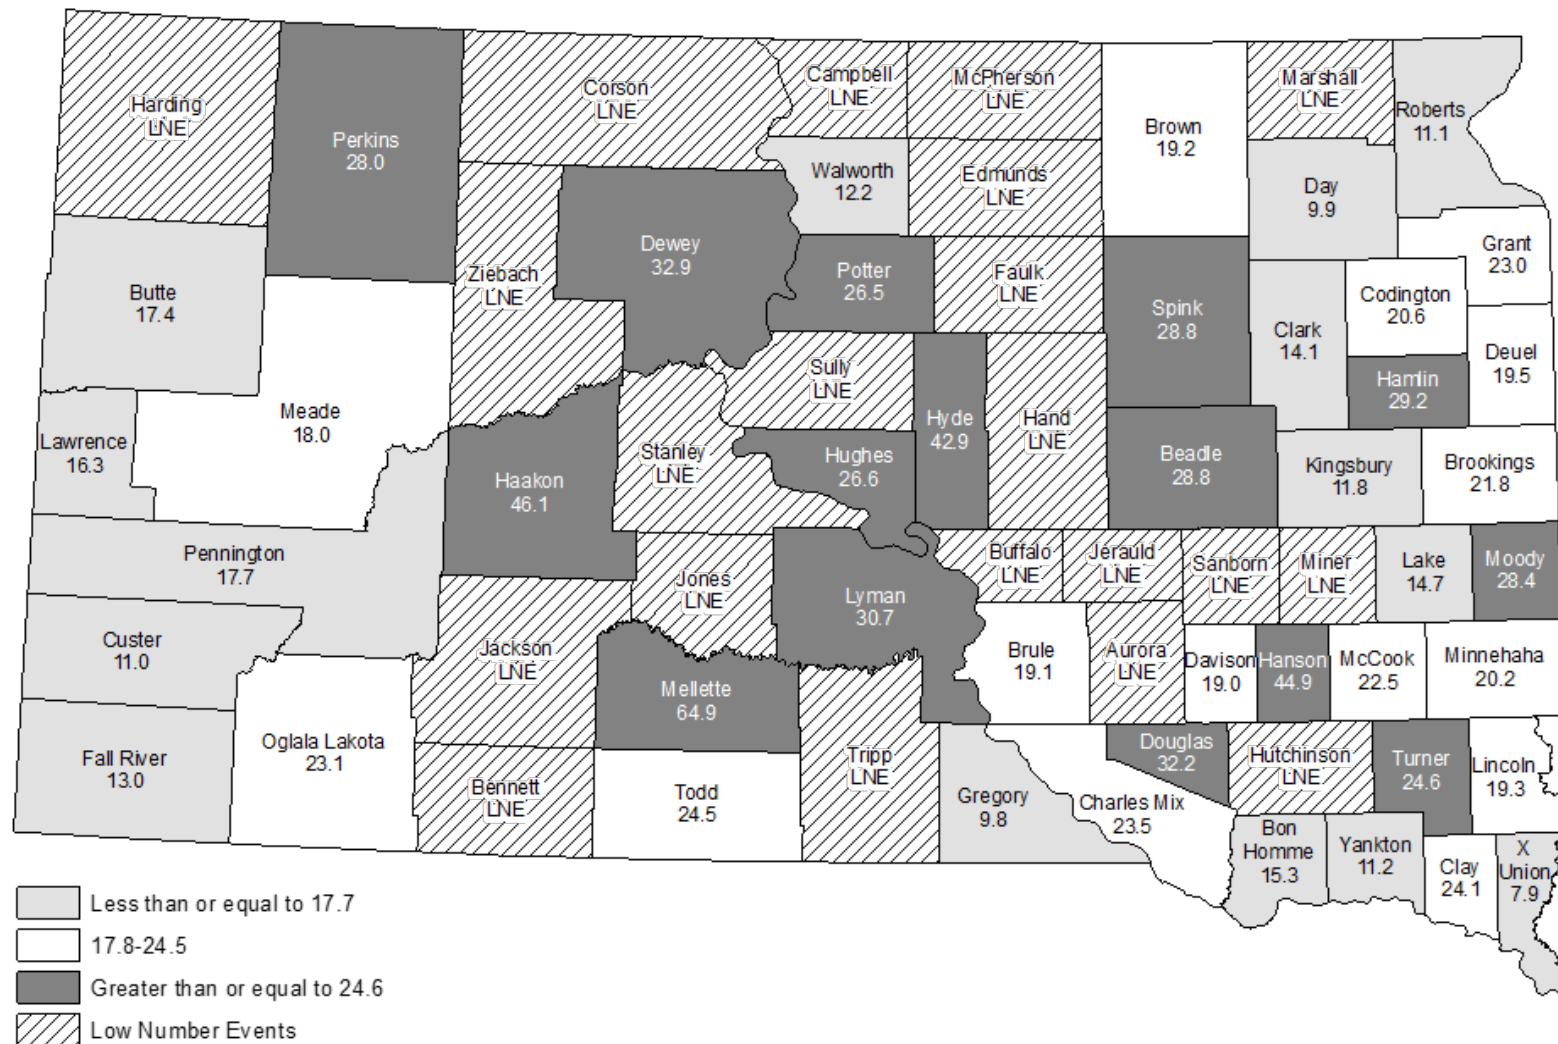 Harding
LNE
Perkins
28.0
Corson
LNE
Campbell
LNE
McPherson
LNE
Brown
19.2
Marshall
LNE
Roberts
11.1
Walworth
12.2
Edmunds
LNE
Day
9.9
Grant
23.0
Butte
17.4
Ziebach
LNE
Dewey
32.9
Potter
26.5
Faulk
LNE
Spink
28.8
Clark
14.1
Codington
20.6
Deuel
19.5
Hamlin
29.2
Meade
18.0
Sully
LNE
Hyde
42.9
Hand
LNE
Lawrence
16.3
Haakon
46.1
Stanley
LNE
Hughes
26.6
Beadle
28.8
Kingsbury
11.8
Brookings
21.8
Pennington
17.7
Jones
LNE
Lyman
30.7
Buffalo
LNE
Jerauld
LNE
Sanborn
LNE
Miner
LNE
Lake
14.7
Moody
28.4
Custer
11.0
Jackson
LNE
Mellette
64.9
Brule
19.1
Aurora
LNE
Davison
19.0
Hanson
44.9
McCook
22.5
Minnehaha
20.2
Fall River
13.0
Oglala Lakota
23.1
Bennett
LNE
Todd
24.5
Tripp
LNE
Gregory
9.8
Charles Mix
23.5
Douglas
32.2
Hutchinson
LNE
Turner
24.6
Lincoln
19.3
Bon
Homme
15.3
Yankton
11.2
Clay
24.1
X
Union
7.9
Less than or equal to 17.7
17.8-24.5
Greater than or equal to 24.6
Low Number Events